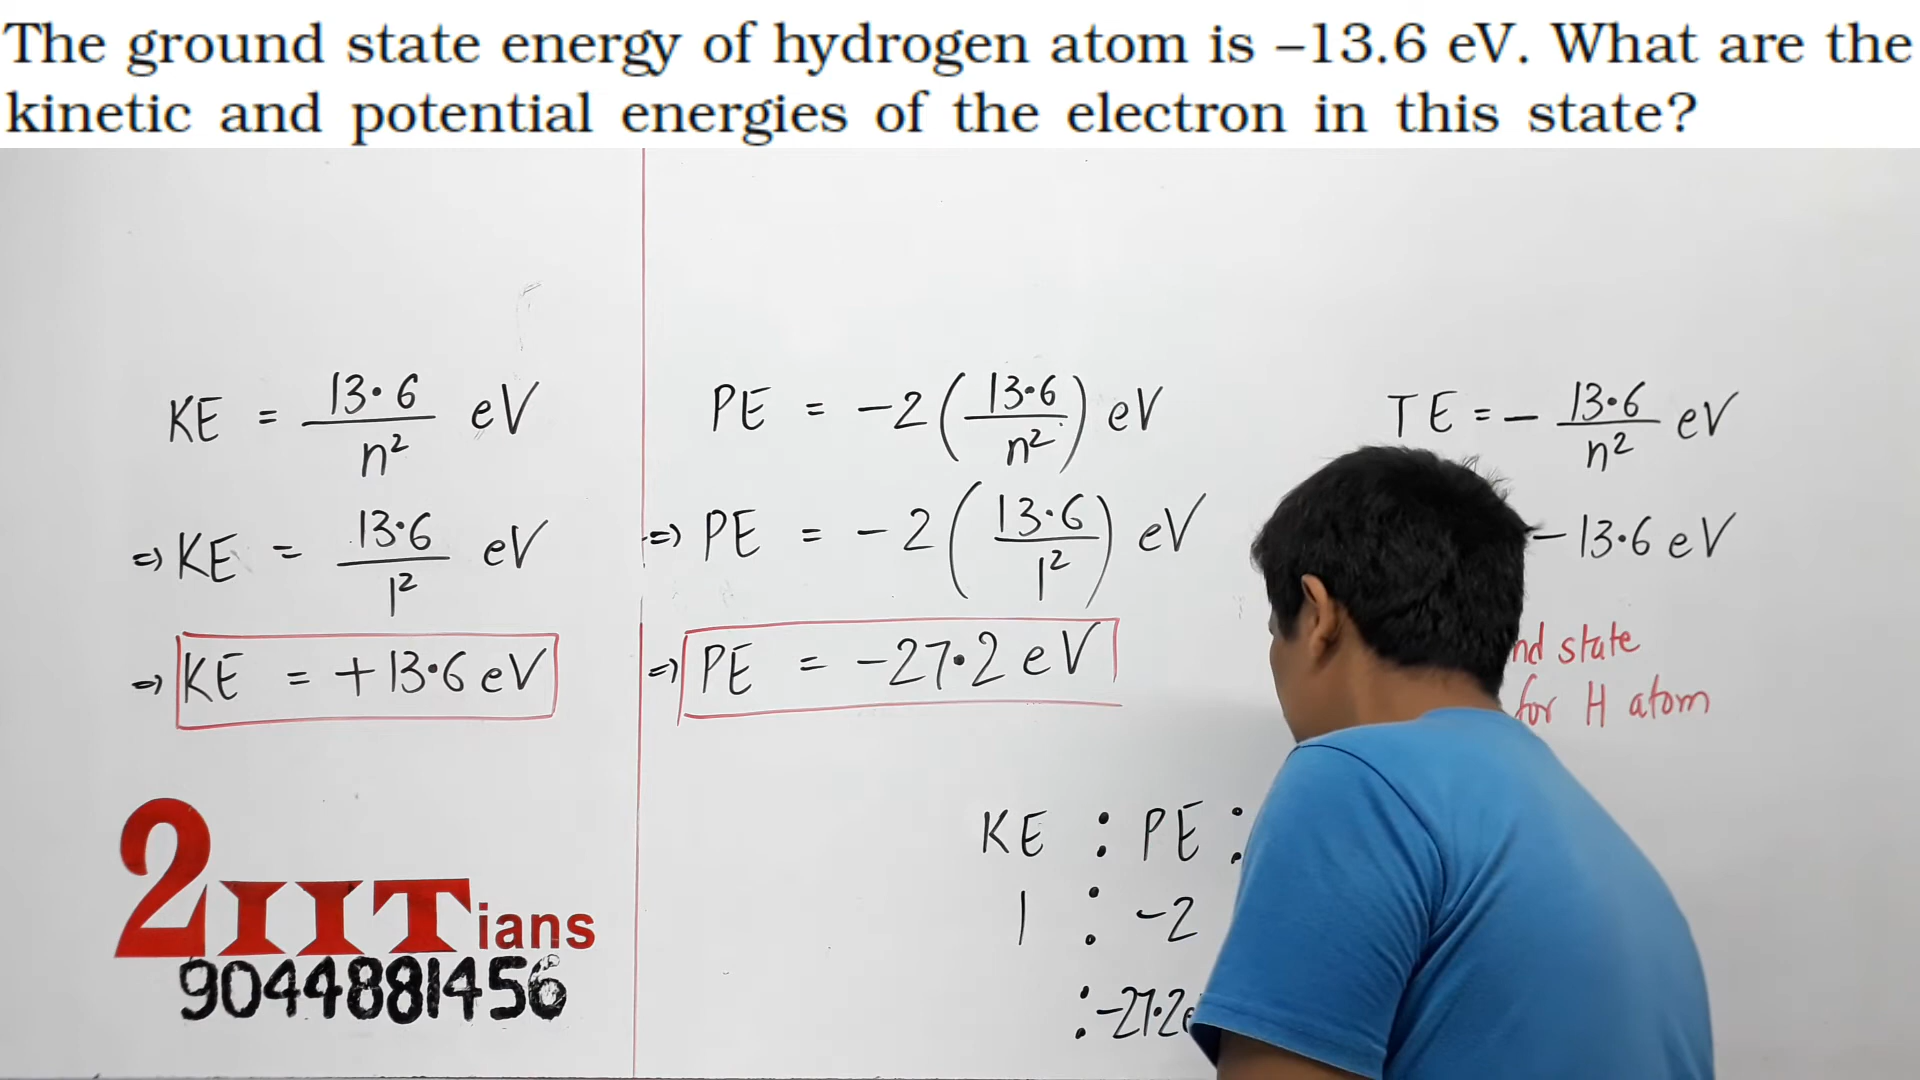 The ground state energy of hydrogen atom is –13.6 eV. What are the
kinetic and potential energies of the electron in this state?
KE = 13.6/n² eV
⇒ KE = 13.6/1² eV
⇒ KE = +13.6 eV
PE = -2 (13.6/n²) eV
⇒ PE = -2 (13.6/1²) eV
⇒ PE = -27.2 eV
TE = - 13.6/n² eV
-13.6 eV
state
for H atom
KE : PE :
1 : -2
: -27.2
2IITians
9044881456